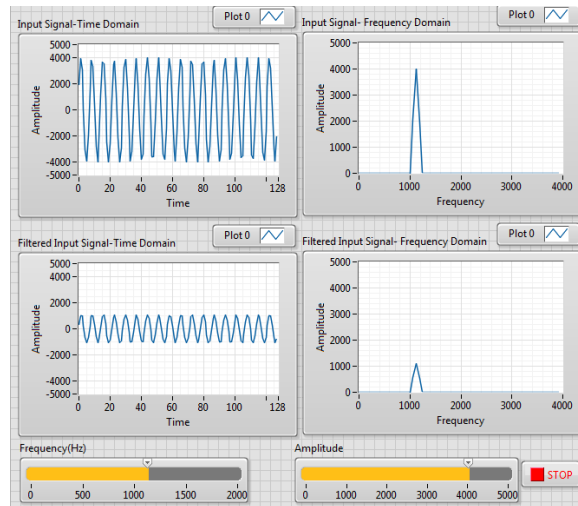 Input Signal-Time Domain
Plot 0
5000
4000
2000
0
-2000
-4000
-5000
Amplitude
0 20 40 60 80 100 128
Time
Input Signal- Frequency Domain
Plot 0
5000
4000
3000
2000
1000
0
Amplitude
0 1000 2000 3000 4000
Frequency
Filtered Input Signal-Time Domain
Plot 0
5000
4000
2000
0
-2000
-4000
-5000
Amplitude
0 20 40 60 80 100 128
Time
Filtered Input Signal- Frequency Domain
Plot 0
5000
4000
3000
2000
1000
0
Amplitude
0 1000 2000 3000 4000
Frequency
Frequency(Hz)
0 500 1000 1500 2000
Amplitude
0 1000 2000 3000 4000 5000
STOP